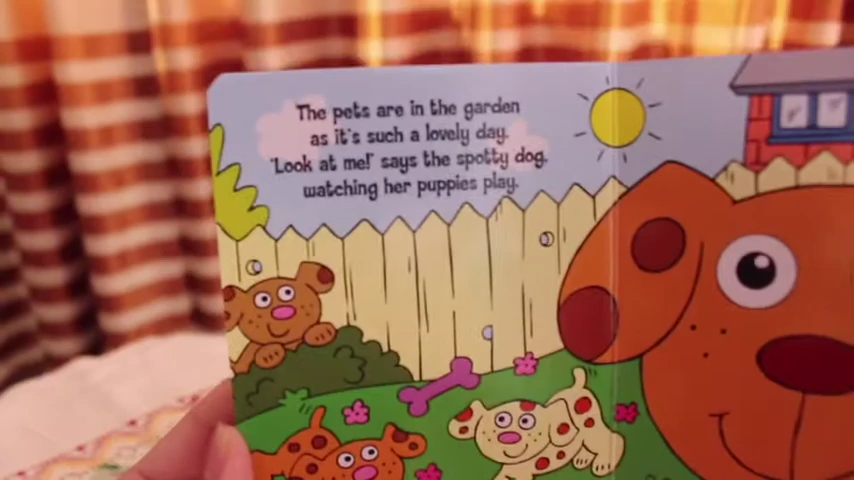 The pets are in the garden
as it's such a lovely day.
"Look at me!" says the spotty dog,
watching her puppies play.